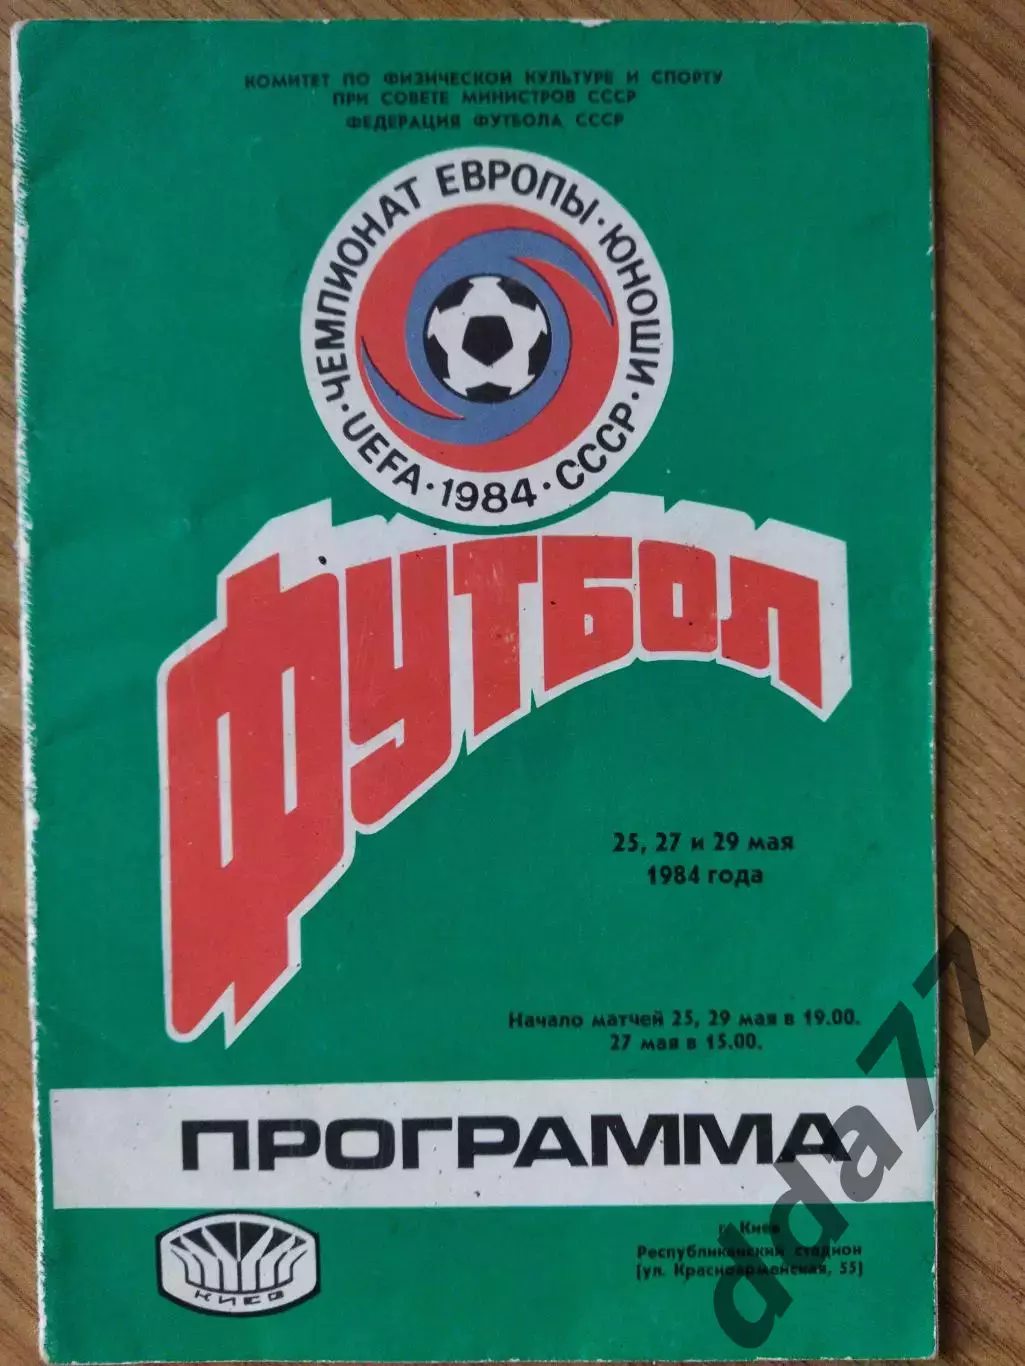 КОМИТЕТ ПО ФИЗИЧЕСКОЙ КУЛЬТУРЕ И СПОРТУ
ПРИ СОВЕТЕ МИНИСТРОВ СССР
ФЕДЕРАЦИЯ ФУТБОЛА СССР
ЧЕМПИОНАТ ЕВРОПЫ · ЮНОШИ ·
UEFA · 1984 · СССР
ФУТБОЛ
25, 27 и 29 мая
1984 года
Начало матчей 25, 29 мая в 19.00.
27 мая в 15.00.
ПРОГРАММА
КИЕВ
г. Киев
Республиканский стадион
(ул. Красноармейская, 55)
dda77